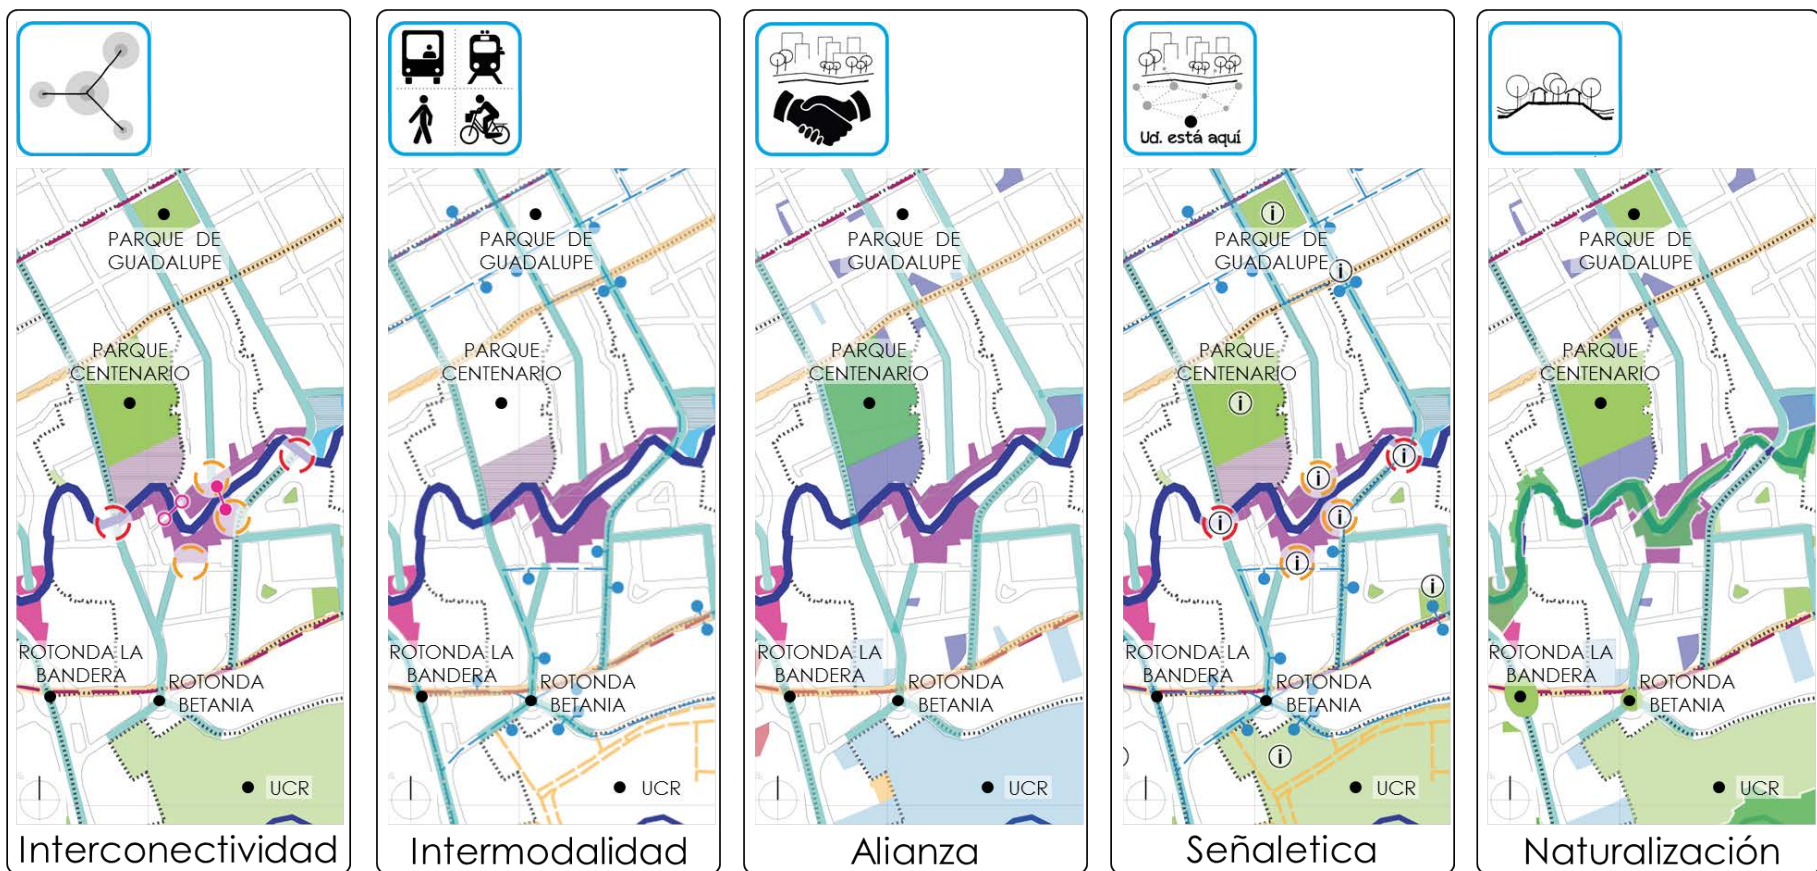 PARQUE DE
GUADALUPE
PARQUE
CENTENARIO
ROTONDA LA
BANDERA
ROTONDA
BETANIA
UCR
Interconectividad
PARQUE DE
GUADALUPE
PARQUE
CENTENARIO
ROTONDA LA
BANDERA
ROTONDA
BETANIA
UCR
Intermodalidad
PARQUE DE
GUADALUPE
PARQUE
CENTENARIO
ROTONDA LA
BANDERA
ROTONDA
BETANIA
UCR
Alianza
Ud. está aquí
i
PARQUE DE
GUADALUPE
i
PARQUE
CENTENARIO
i
i
i
i
i
i
i
ROTONDA LA
BANDERA
ROTONDA
BETANIA
i
UCR
Señaletica
PARQUE DE
GUADALUPE
PARQUE
CENTENARIO
ROTONDA LA
BANDERA
ROTONDA
BETANIA
UCR
Naturalización